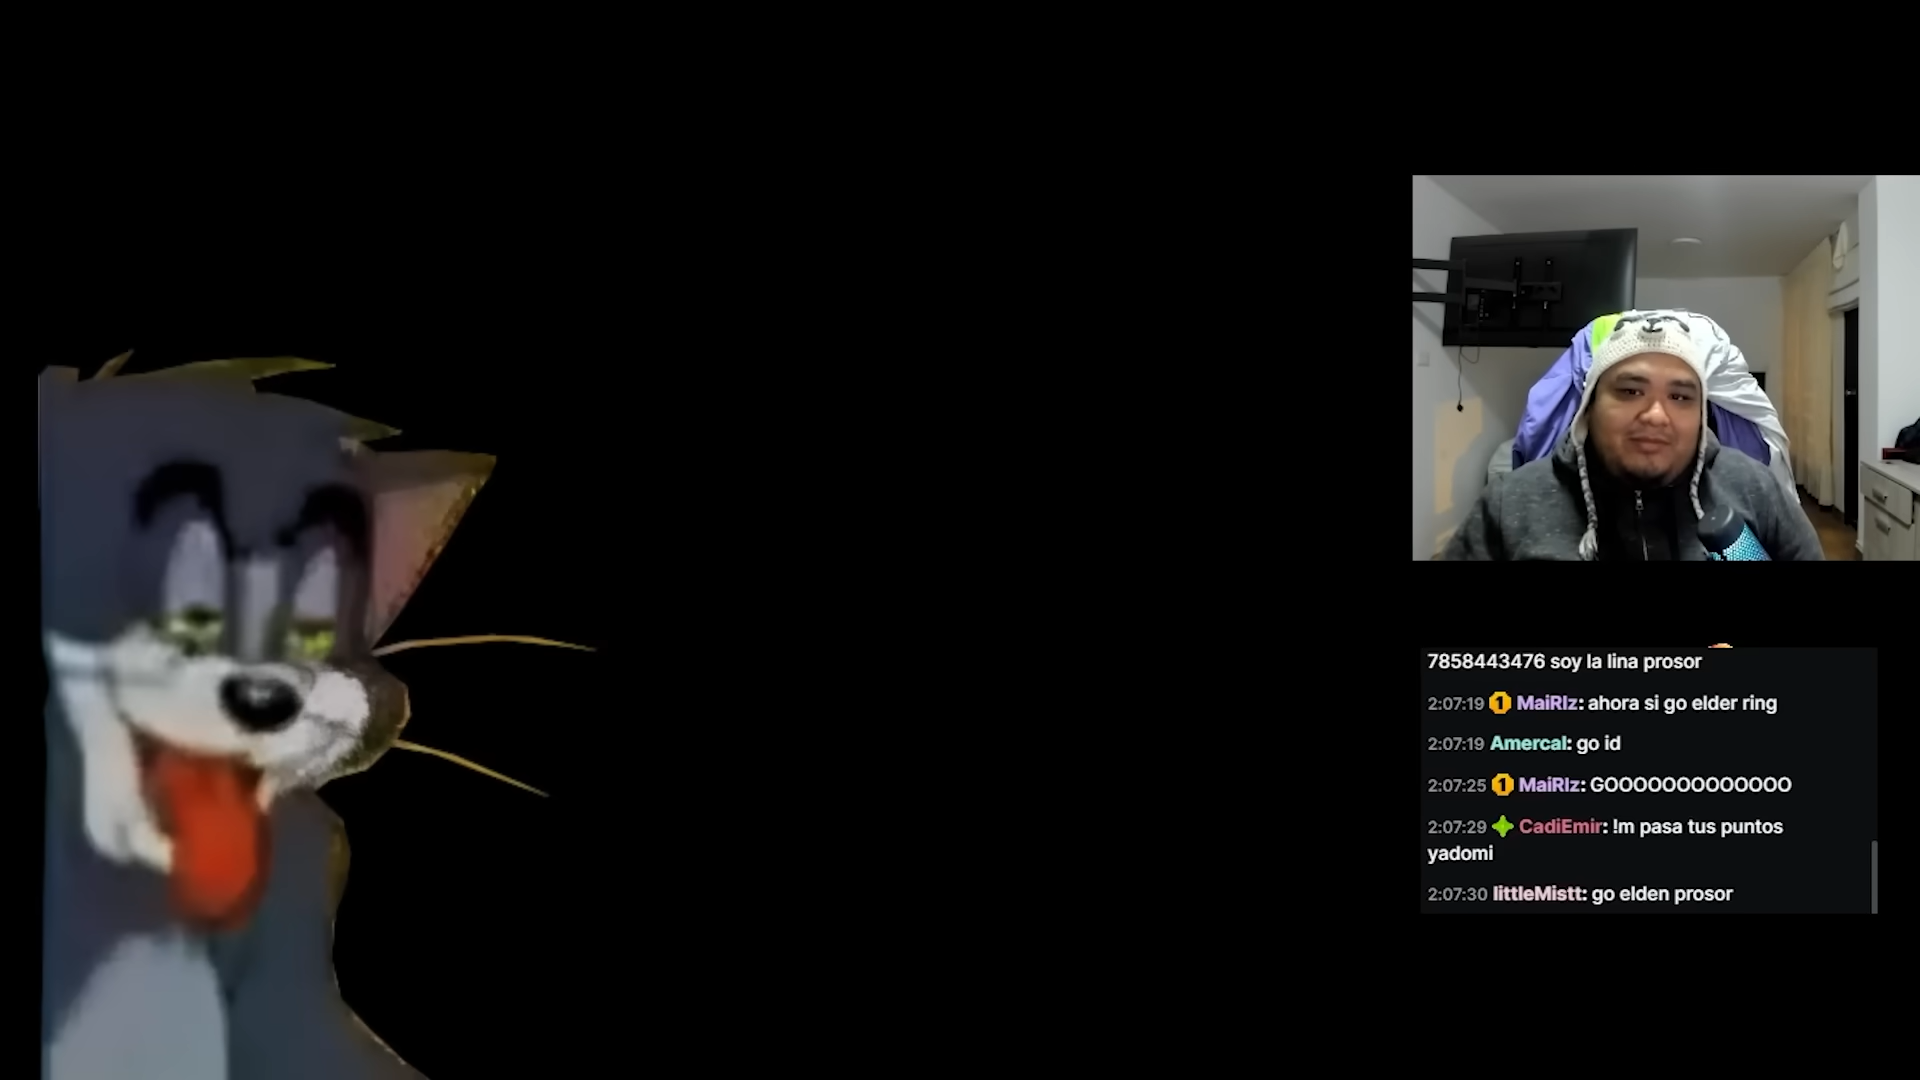 7858443476 soy la lina prosor
2:07:19 1 MaiRlz: ahora si go elder ring
2:07:19 Amercal: go id
2:07:25 1 MaiRlz: GOOOOOOOOOOOOO
2:07:29 CadiEmir: !m pasa tus puntos
yadomi
2:07:30 littleMistt: go elden prosor